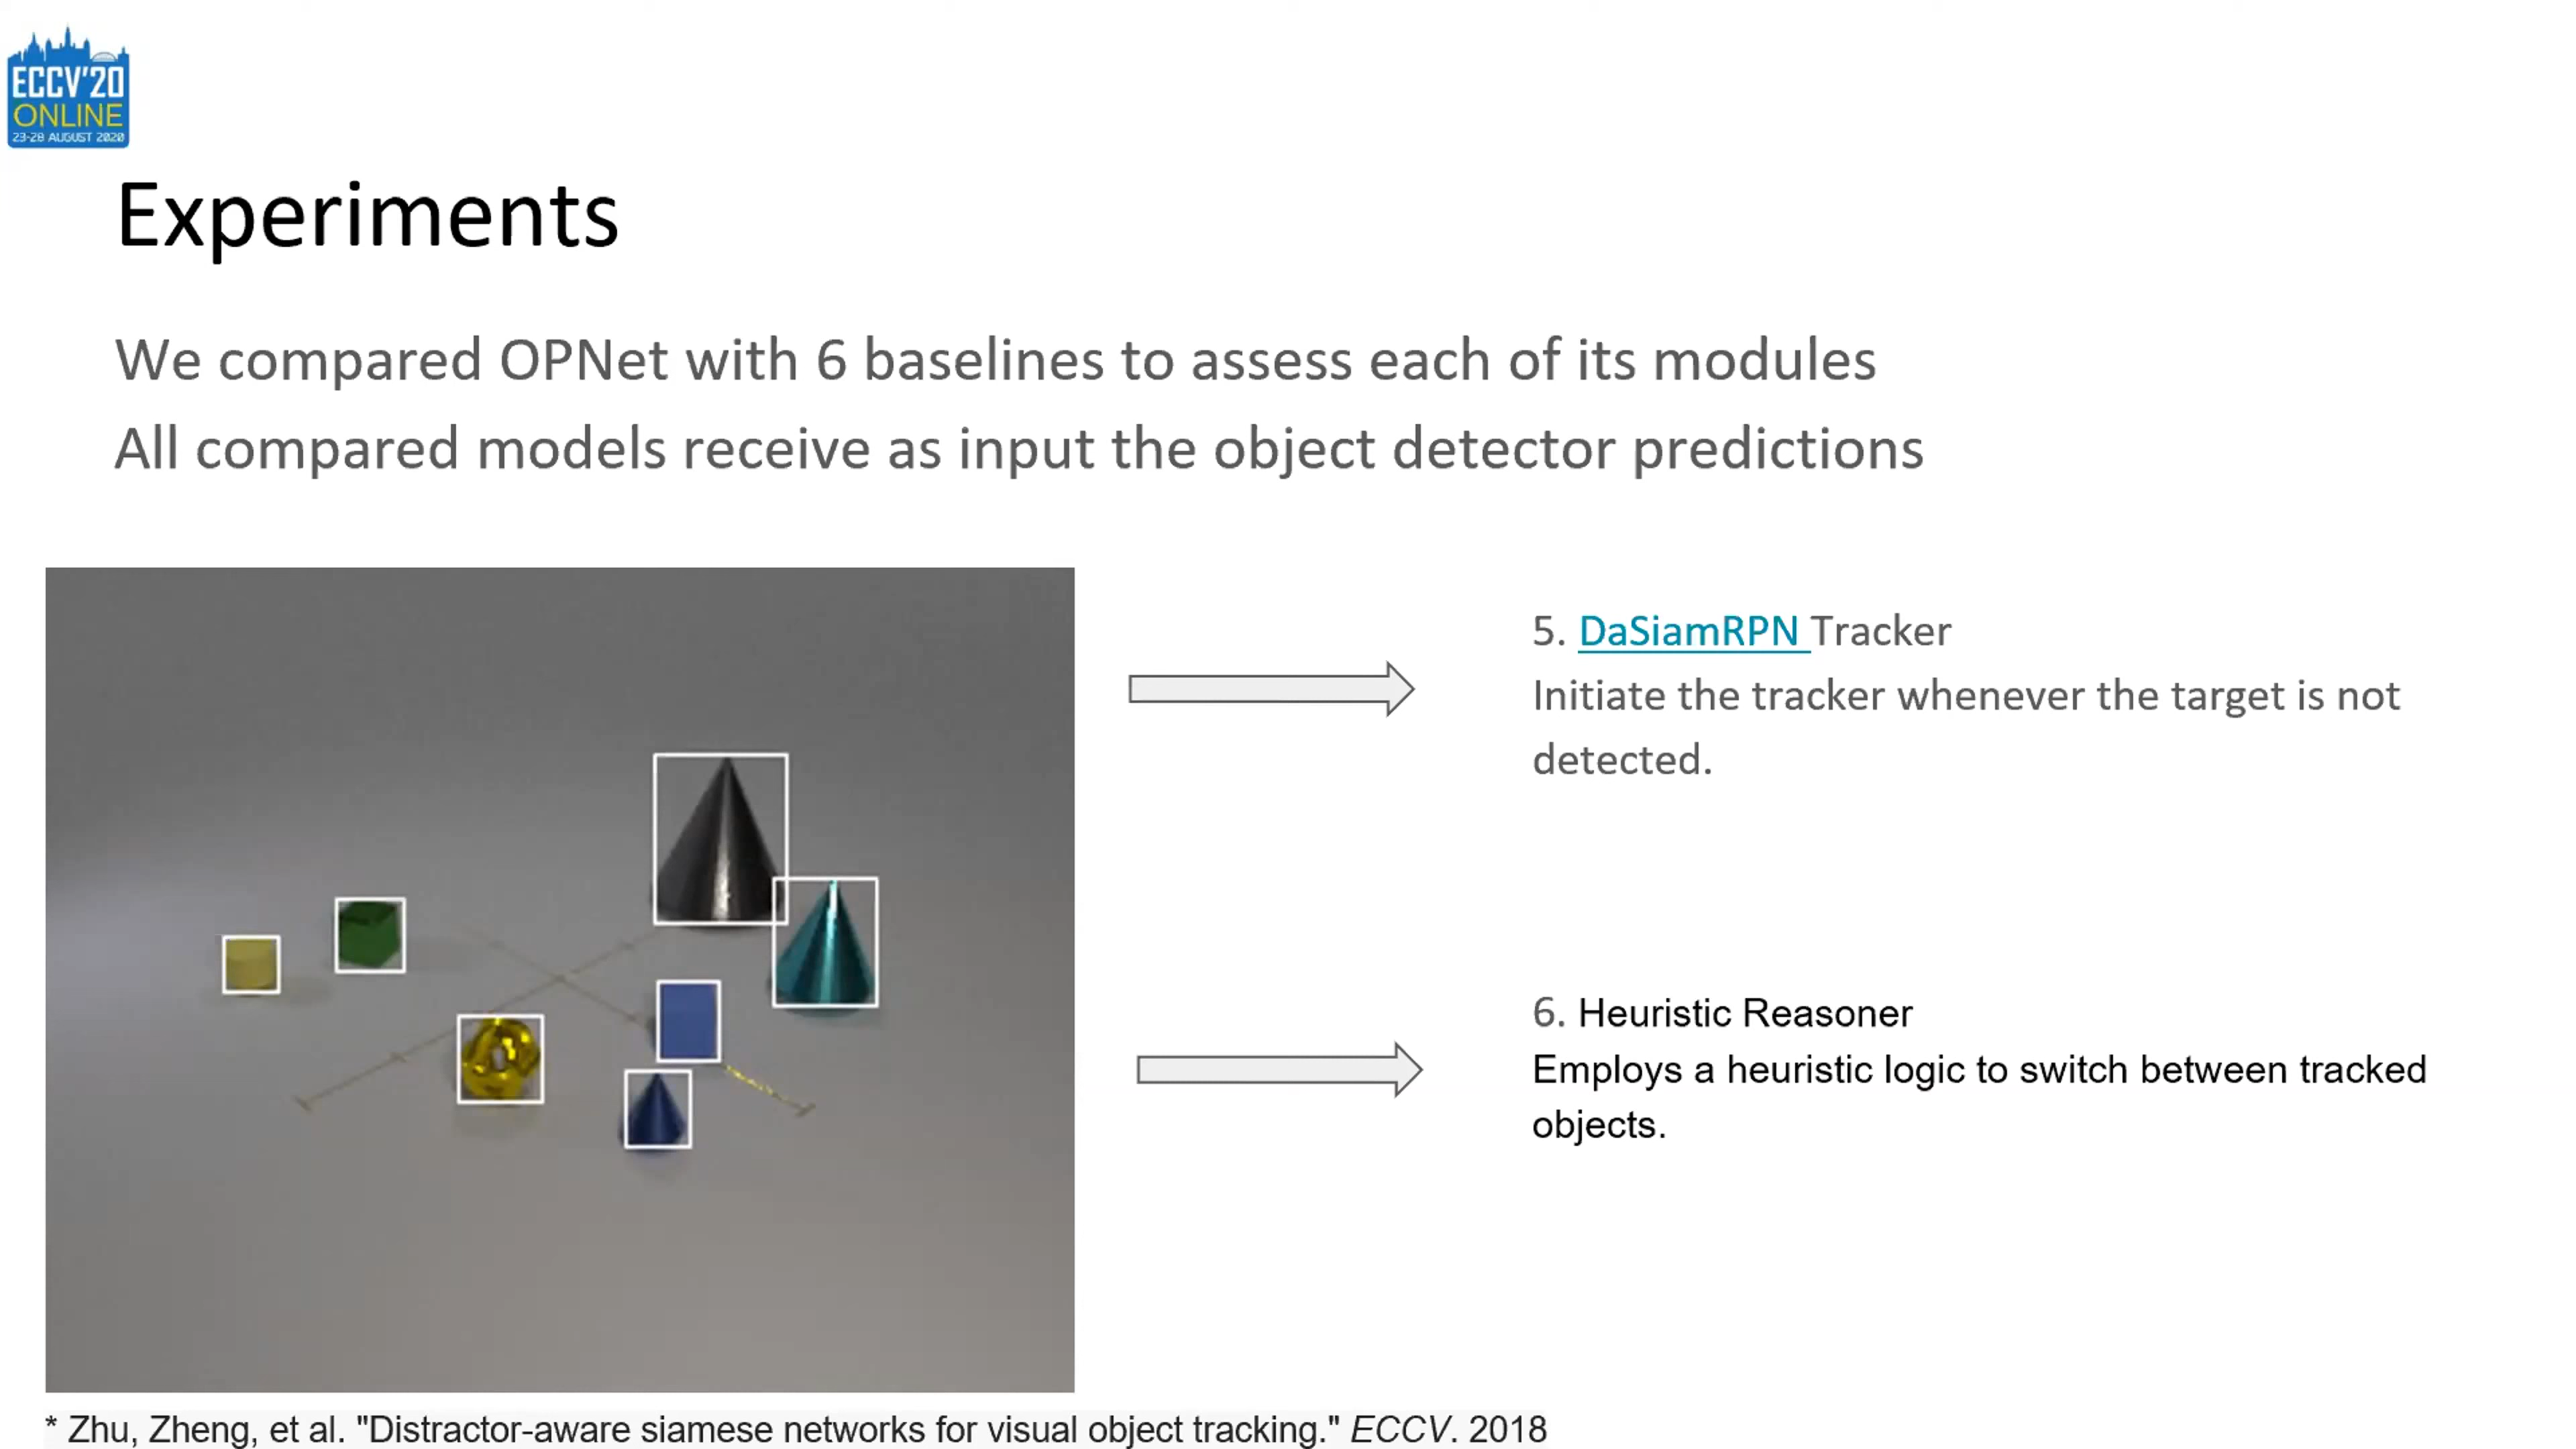 ECCV'20
ONLINE
23-28 AUGUST 2020
Experiments
We compared OPNet with 6 baselines to assess each of its modules
All compared models receive as input the object detector predictions
5. DaSiamRPN Tracker
Initiate the tracker whenever the target is not
detected.
6. Heuristic Reasoner
Employs a heuristic logic to switch between tracked
objects.
* Zhu, Zheng, et al. "Distractor-aware siamese networks for visual object tracking." ECCV. 2018